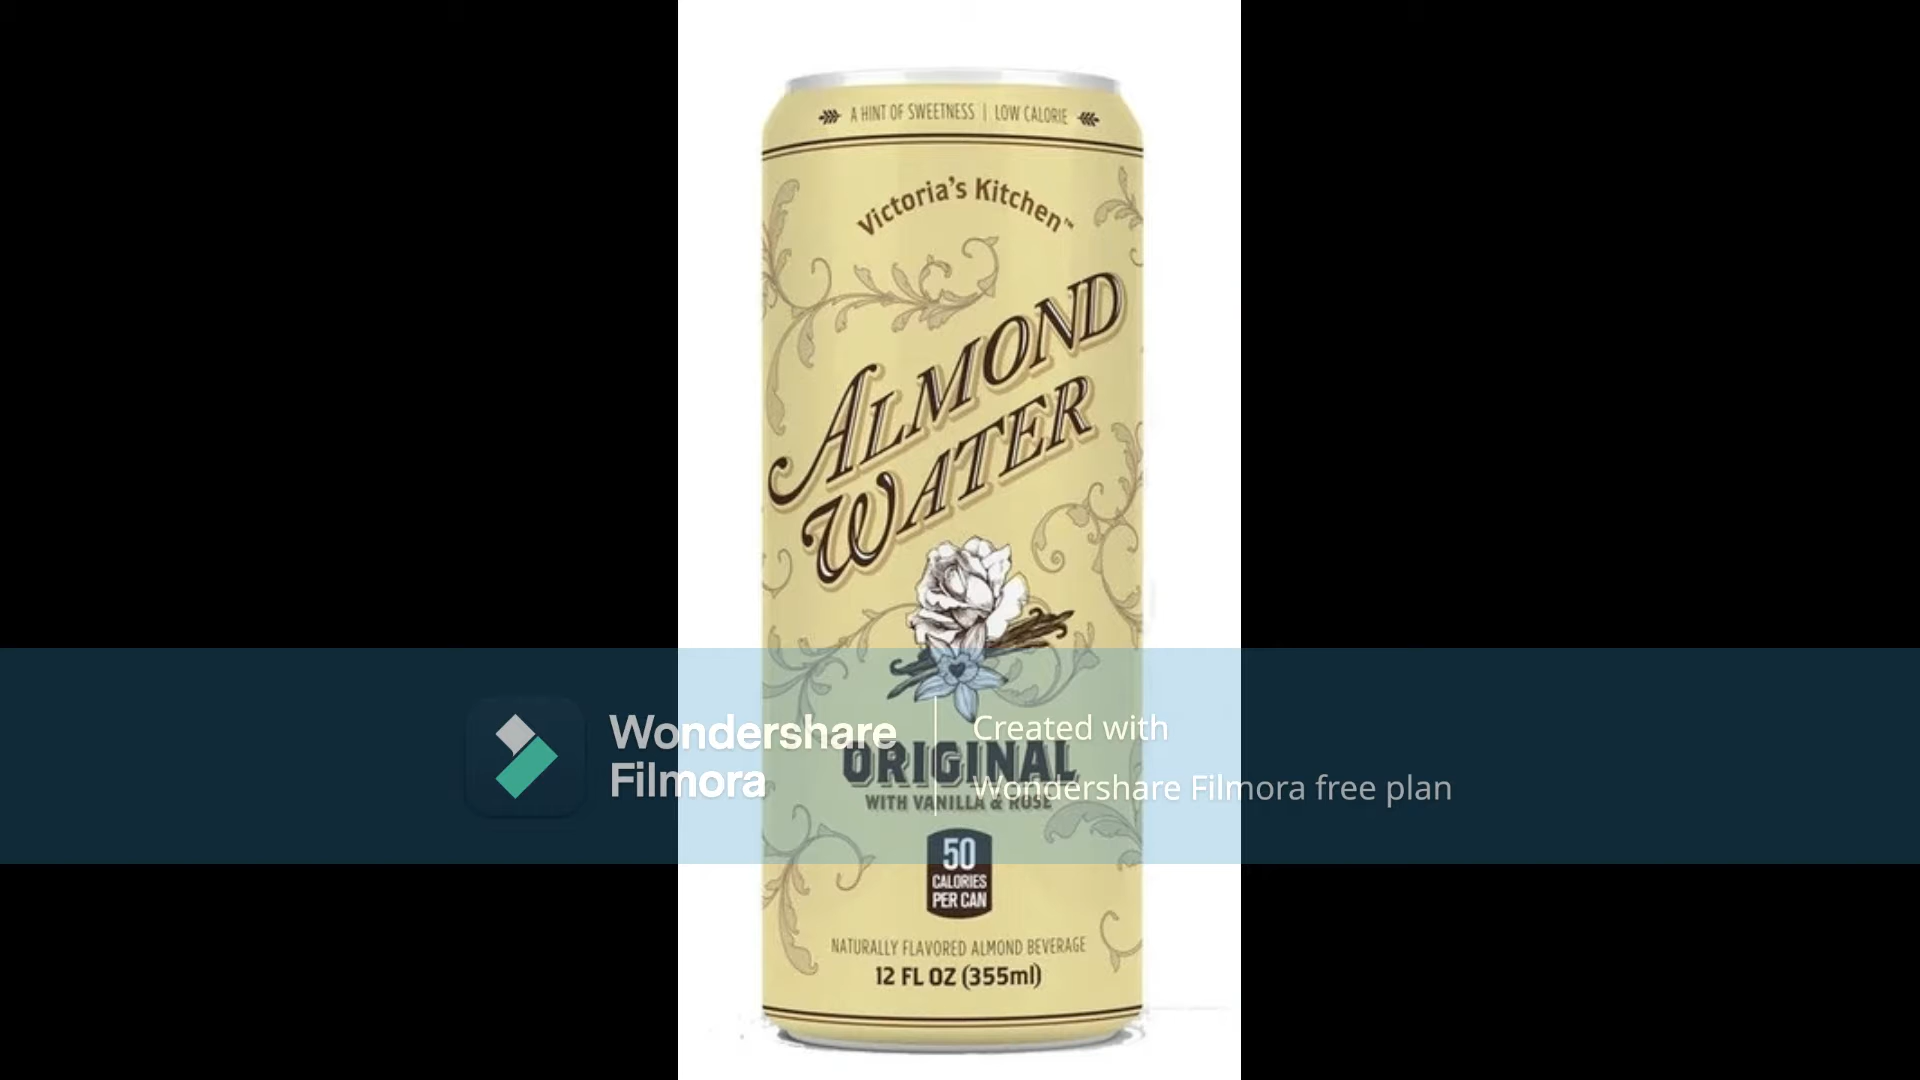 A HINT OF SWEETNESS | LOW CALORIE
Victoria's Kitchen™
ALMOND
WATER
ORIGINAL
WITH VANILLA & ROSE
50
CALORIES
PER CAN
NATURALLY FLAVORED ALMOND BEVERAGE
12 FL OZ (355ml)
Wondershare
Filmora
Created with
Wondershare Filmora free plan